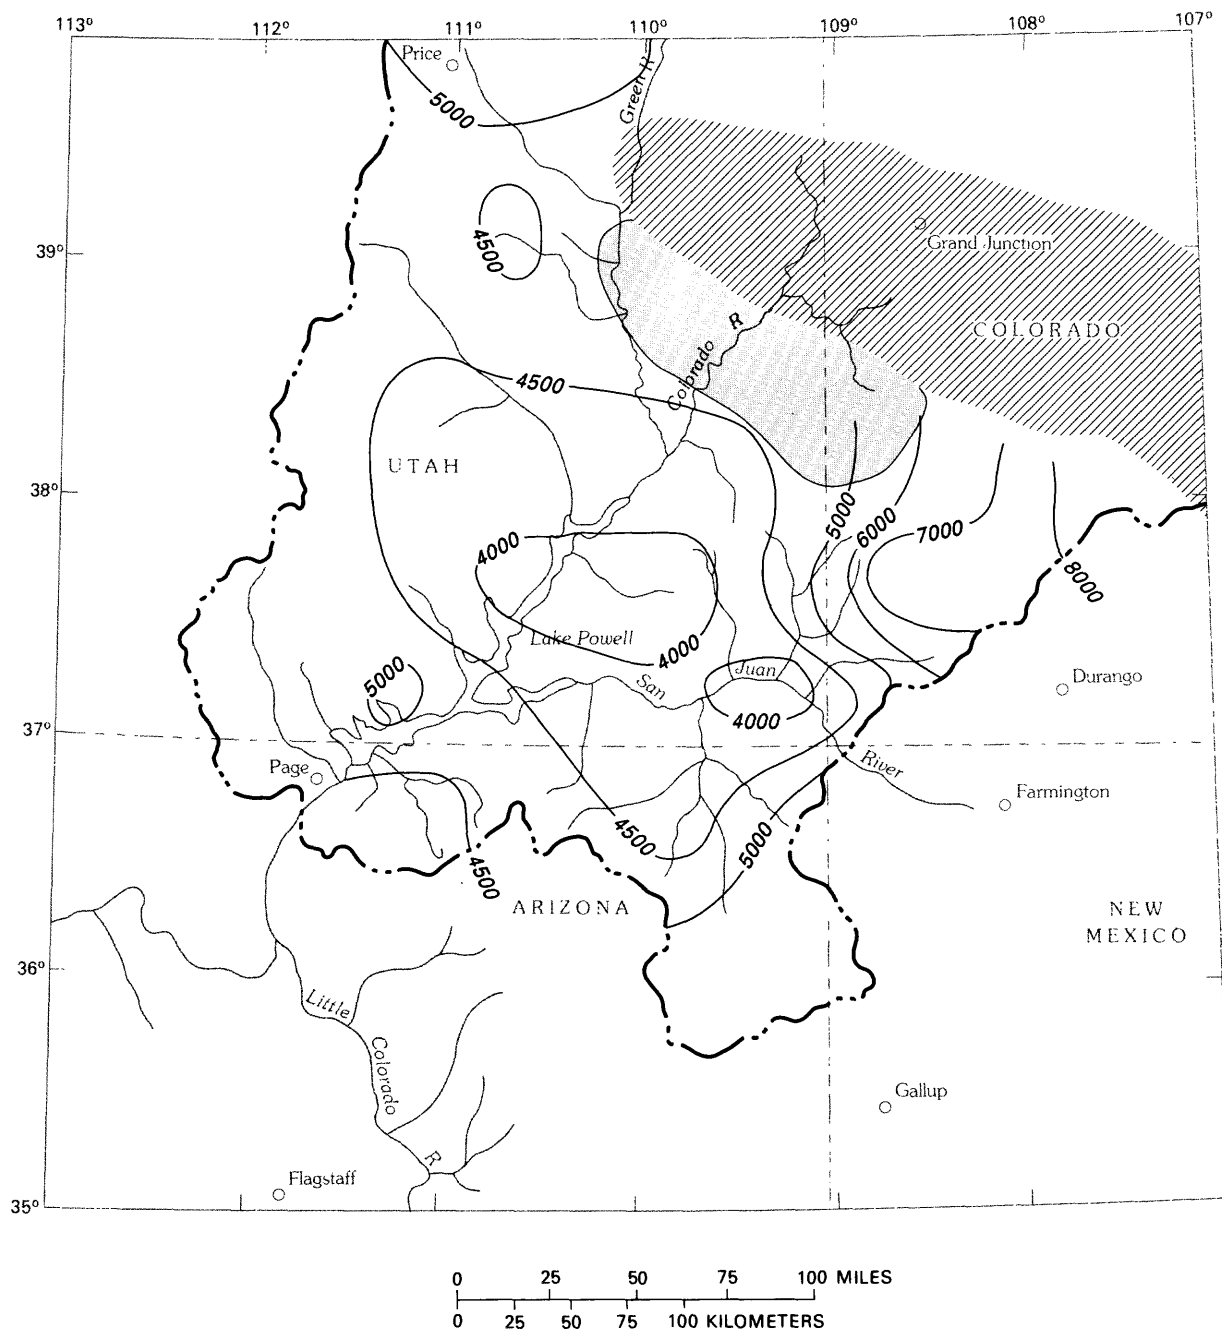 113° 112° 111° 110° 109° 108° 107°
Price
5000
Green R
39°
4500
Grand Junction
COLORADO
Colorado R
4500
UTAH
38°
5000
6000
7000
4000
8000
Lake Powell
4000
5000
San
Juan
Durango
4000
37°
River
Page
Farmington
4500
5000
4500
ARIZONA
NEW
MEXICO
36°
Little
Colorado
R
Gallup
Flagstaff
35°
0 25 50 75 100 MILES
0 25 50 75 100 KILOMETERS